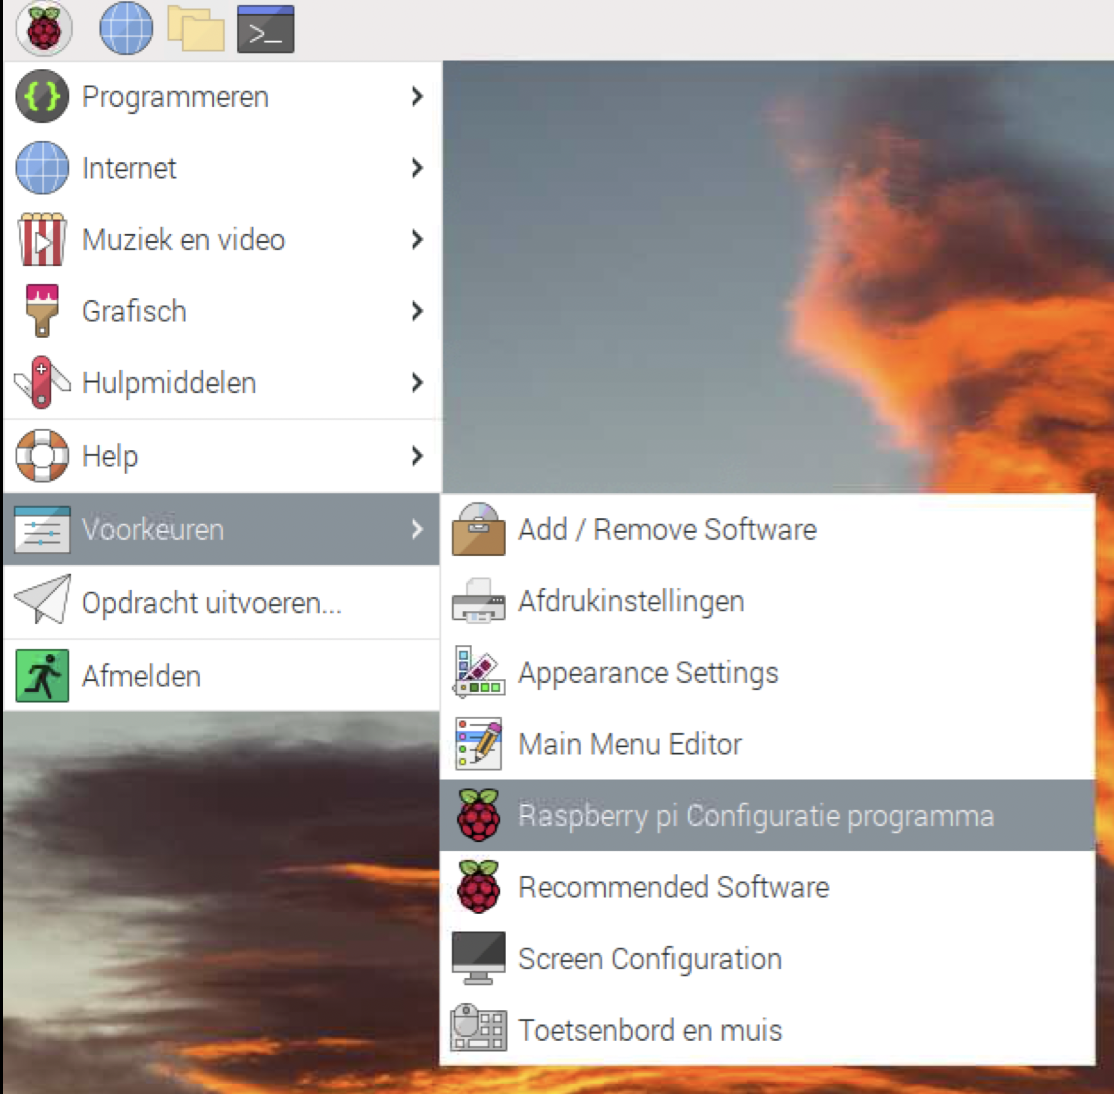 Programmeren
Internet
Muziek en video
Grafisch
Hulpmiddelen
Help
Voorkeuren
Opdracht uitvoeren...
Afmelden
Add / Remove Software
Afdrukinstellingen
Appearance Settings
Main Menu Editor
Raspberry pi Configuratie programma
Recommended Software
Screen Configuration
Toetsenbord en muis